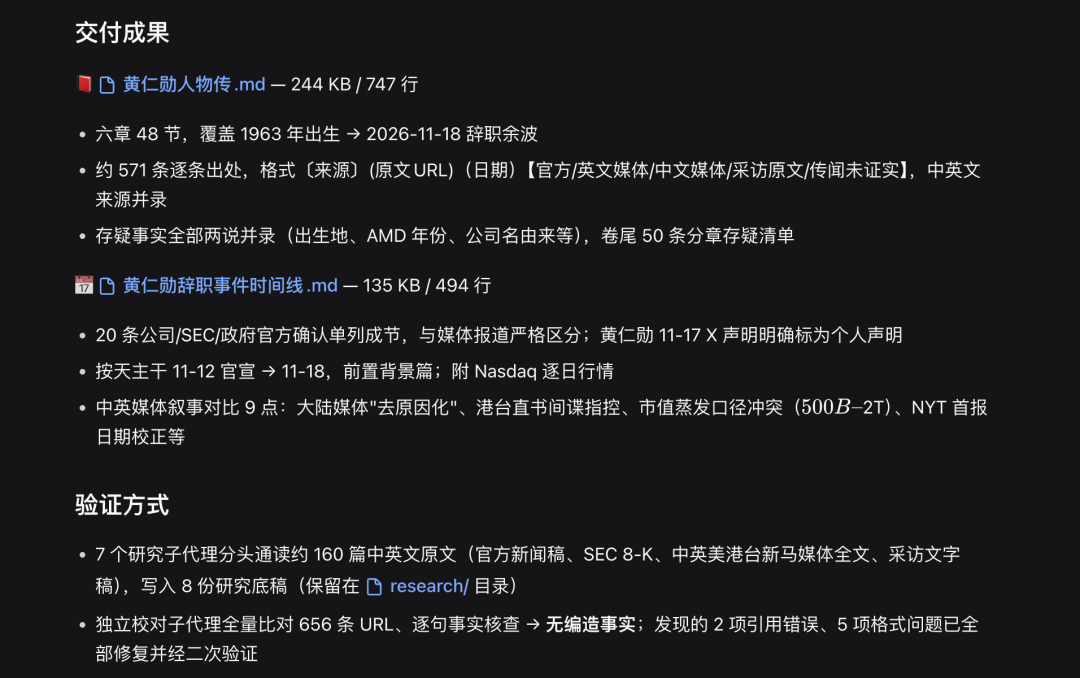 交付成果
📕 黄仁勋人物传.md — 244 KB / 747 行
• 六章 48 节，覆盖 1963 年出生 → 2026-11-18 辞职余波
• 约 571 条逐条出处，格式〔来源〕(原文 URL)（日期）【官方/英文媒体/中文媒体/采访原文/传闻未证实】，中英文
来源并录
• 存疑事实全部两说并录（出生地、AMD 年份、公司名由来等），卷尾 50 条分章存疑清单
📅 黄仁勋辞职事件时间线.md — 135 KB / 494 行
• 20 条公司/SEC/政府官方确认单列成节，与媒体报道严格区分；黄仁勋 11-17 X 声明明确标为个人声明
• 按天主干 11-12 官宣 → 11-18，前置背景篇；附 Nasdaq 逐日行情
• 中英媒体叙事对比 9 点：大陆媒体"去原因化"、港台直书间谍指控、市值蒸发口径冲突（500B–2T）、NYT 首报
日期校正等
验证方式
• 7 个研究子代理分头通读约 160 篇中英文原文（官方新闻稿、SEC 8-K、中英美港台新马媒体全文、采访文字
稿），写入 8 份研究底稿（保留在 research/ 目录）
• 独立校对子代理全量比对 656 条 URL、逐句事实核查 → 无编造事实；发现的 2 项引用错误、5 项格式问题已全
部修复并经二次验证